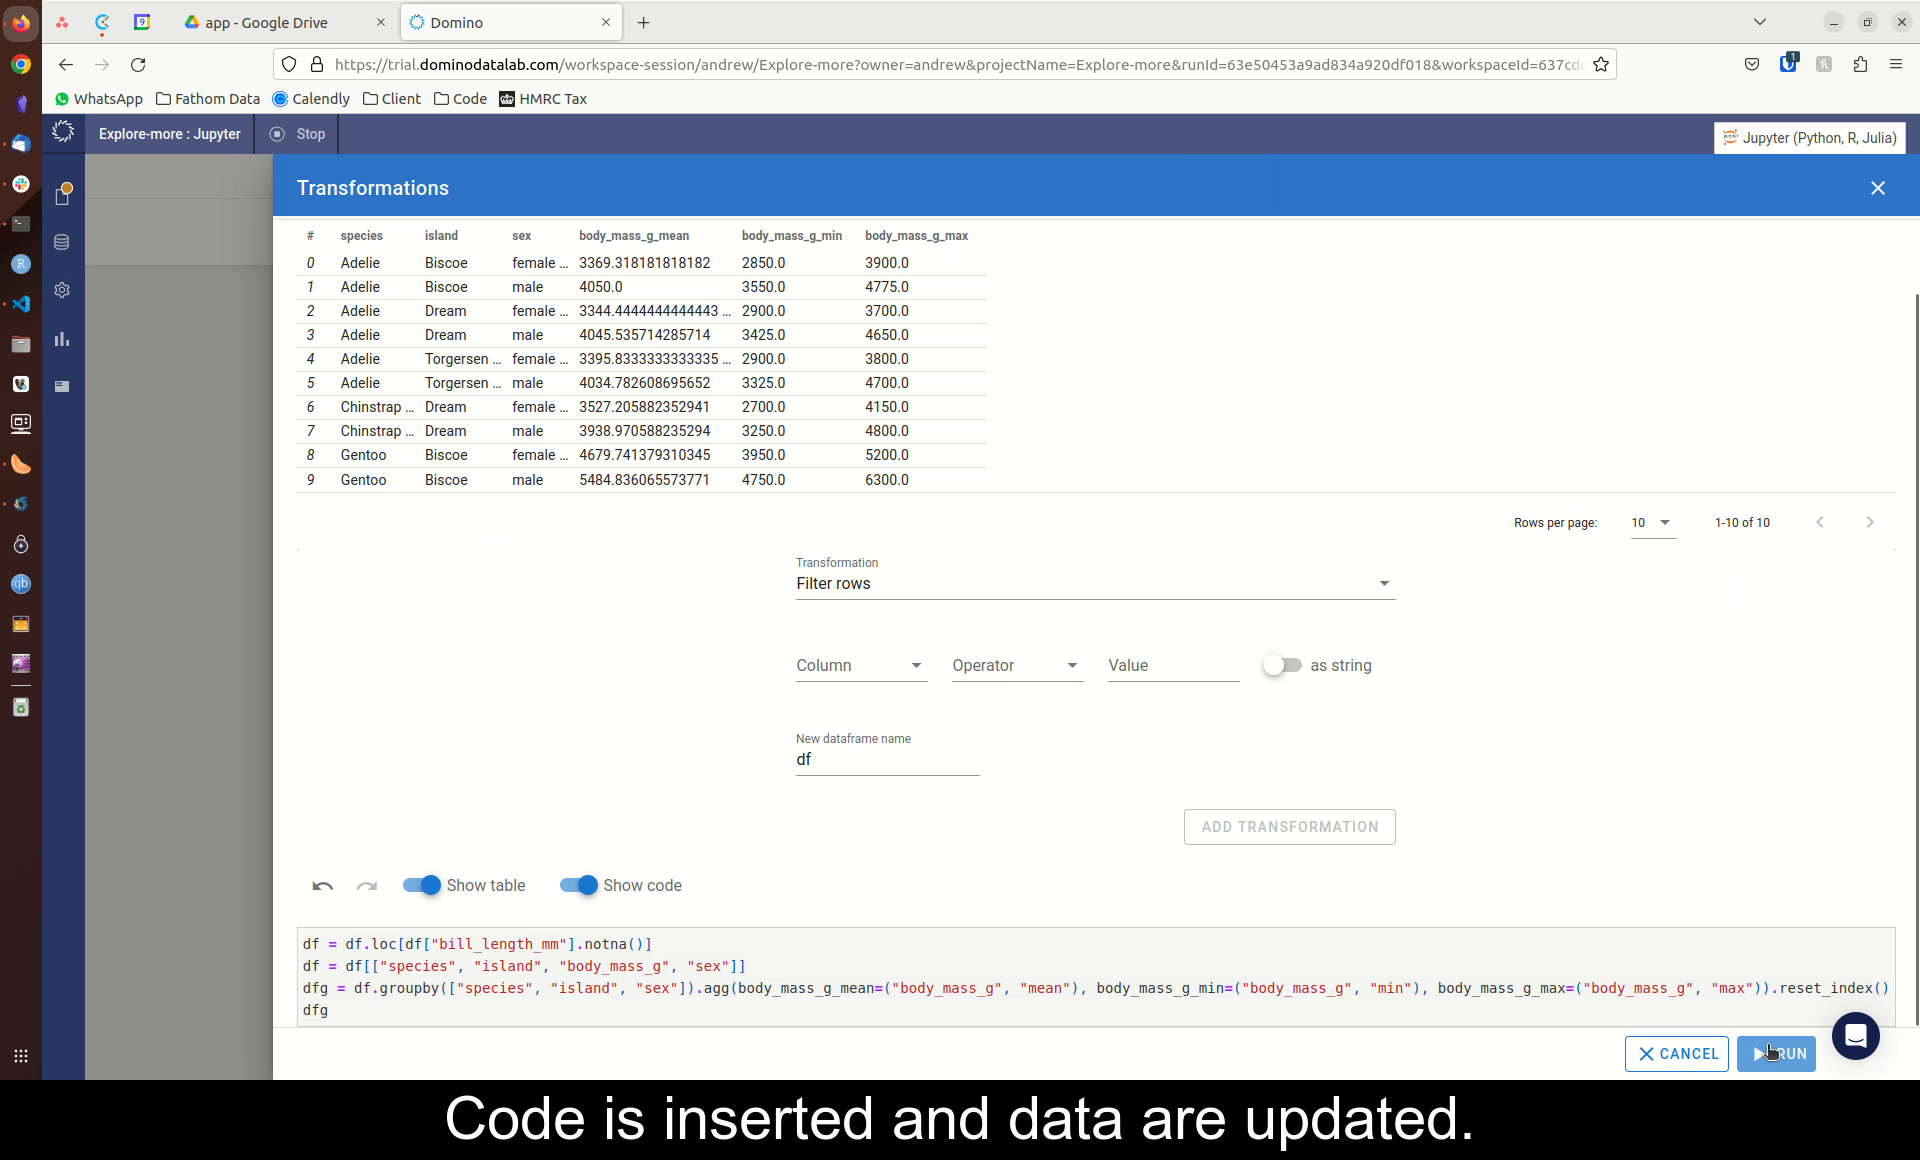 app - Google Drive
Domino
https://trial.dominodatalab.com/workspace-session/andrew/Explore-more?owner=andrew&projectName=Explore-more&runId=63e50453a9ad834a920df018&workspaceId=637cd
WhatsApp Fathom Data Calendly Client Code HMRC Tax
Explore-more : Jupyter Stop Jupyter (Python, R, Julia)
Transformations
# species island sex body_mass_g_mean body_mass_g_min body_mass_g_max
0 Adelie Biscoe female ... 3369.318181818182 2850.0 3900.0
1 Adelie Biscoe male 4050.0 3550.0 4775.0
2 Adelie Dream female ... 3344.4444444444443 ... 2900.0 3700.0
3 Adelie Dream male 4045.535714285714 3425.0 4650.0
4 Adelie Torgersen ... female ... 3395.8333333333335 ... 2900.0 3800.0
5 Adelie Torgersen ... male 4034.782608695652 3325.0 4700.0
6 Chinstrap ... Dream female ... 3527.205882352941 2700.0 4150.0
7 Chinstrap ... Dream male 3938.970588235294 3250.0 4800.0
8 Gentoo Biscoe female ... 4679.741379310345 3950.0 5200.0
9 Gentoo Biscoe male 5484.836065573771 4750.0 6300.0
Rows per page: 10 1-10 of 10
Transformation
Filter rows
Column Operator Value as string
New dataframe name
df
ADD TRANSFORMATION
Show table Show code
df = df.loc[df["bill_length_mm"].notna()]
df = df[["species", "island", "body_mass_g", "sex"]]
dfg = df.groupby(["species", "island", "sex"]).agg(body_mass_g_mean=("body_mass_g", "mean"), body_mass_g_min=("body_mass_g", "min"), body_mass_g_max=("body_mass_g", "max")).reset_index()
dfg
CANCEL RUN
Code is inserted and data are updated.